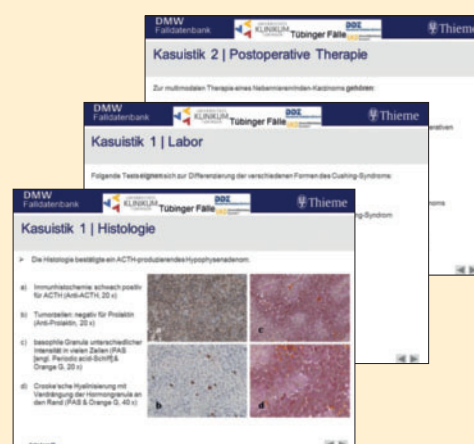 DMW
Falldatenbank
KLINIKUM
Tübinger Fälle
DDZ
Thieme
Kasuistik 2 | Postoperative Therapie
Zur multimodalen Therapie eines Nebennierenrinden-Karzinoms gehören:
DMW
Falldatenbank
KLINIKUM
Tübinger Fälle
DDZ
Thieme
Kasuistik 1 | Labor
Folgende Tests eignen sich zur Differenzierung der verschiedenen Formen des Cushing-Syndroms:
DMW
Falldatenbank
KLINIKUM
Tübinger Fälle
DDZ
Thieme
Kasuistik 1 | Histologie
Die Histologie bestätigte ein ACTH-produzierendes Hypophysenadenom:
a) Immunhistochemie: schwach positiv
für ACTH (Anti-ACTH, 20 x)
b) Tumorzellen: negativ für Prolaktin
(Anti-Prolaktin, 20 x)
c) basophile Granula unterschiedlicher
Intensität in vielen Zellen (PAS
[engl. Periodic acid-Schiff] &
Orange G, 20 x)
d) Crooke'sche Hyalinisierung mit
Verdrängung der Hormongranula an
den Rand (PAS & Orange G, 40 x)
c
b
d